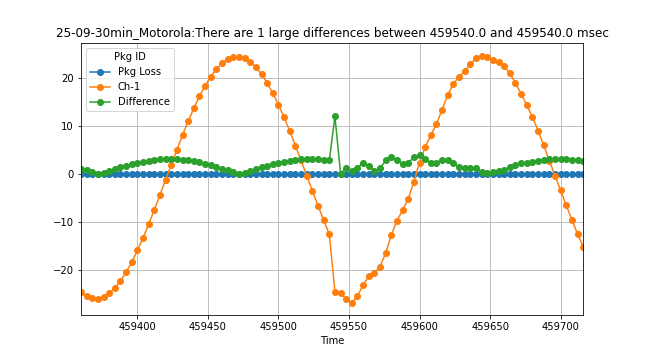 25-09-30min_Motorola:There are 1 large differences between 459540.0 and 459540.0 msec
Pkg ID
Pkg Loss
Ch-1
Difference
20
10
0
−10
−20
459400 459450 459500 459550 459600 459650 459700
Time